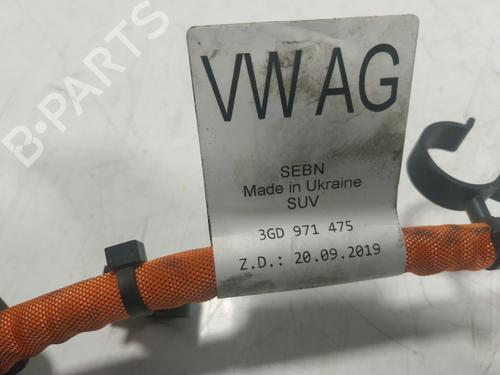 B-PARTS
VW AG
SEBN
Made in Ukraine
SUV
3GD 971 475
Z.D.: 20.09.2019